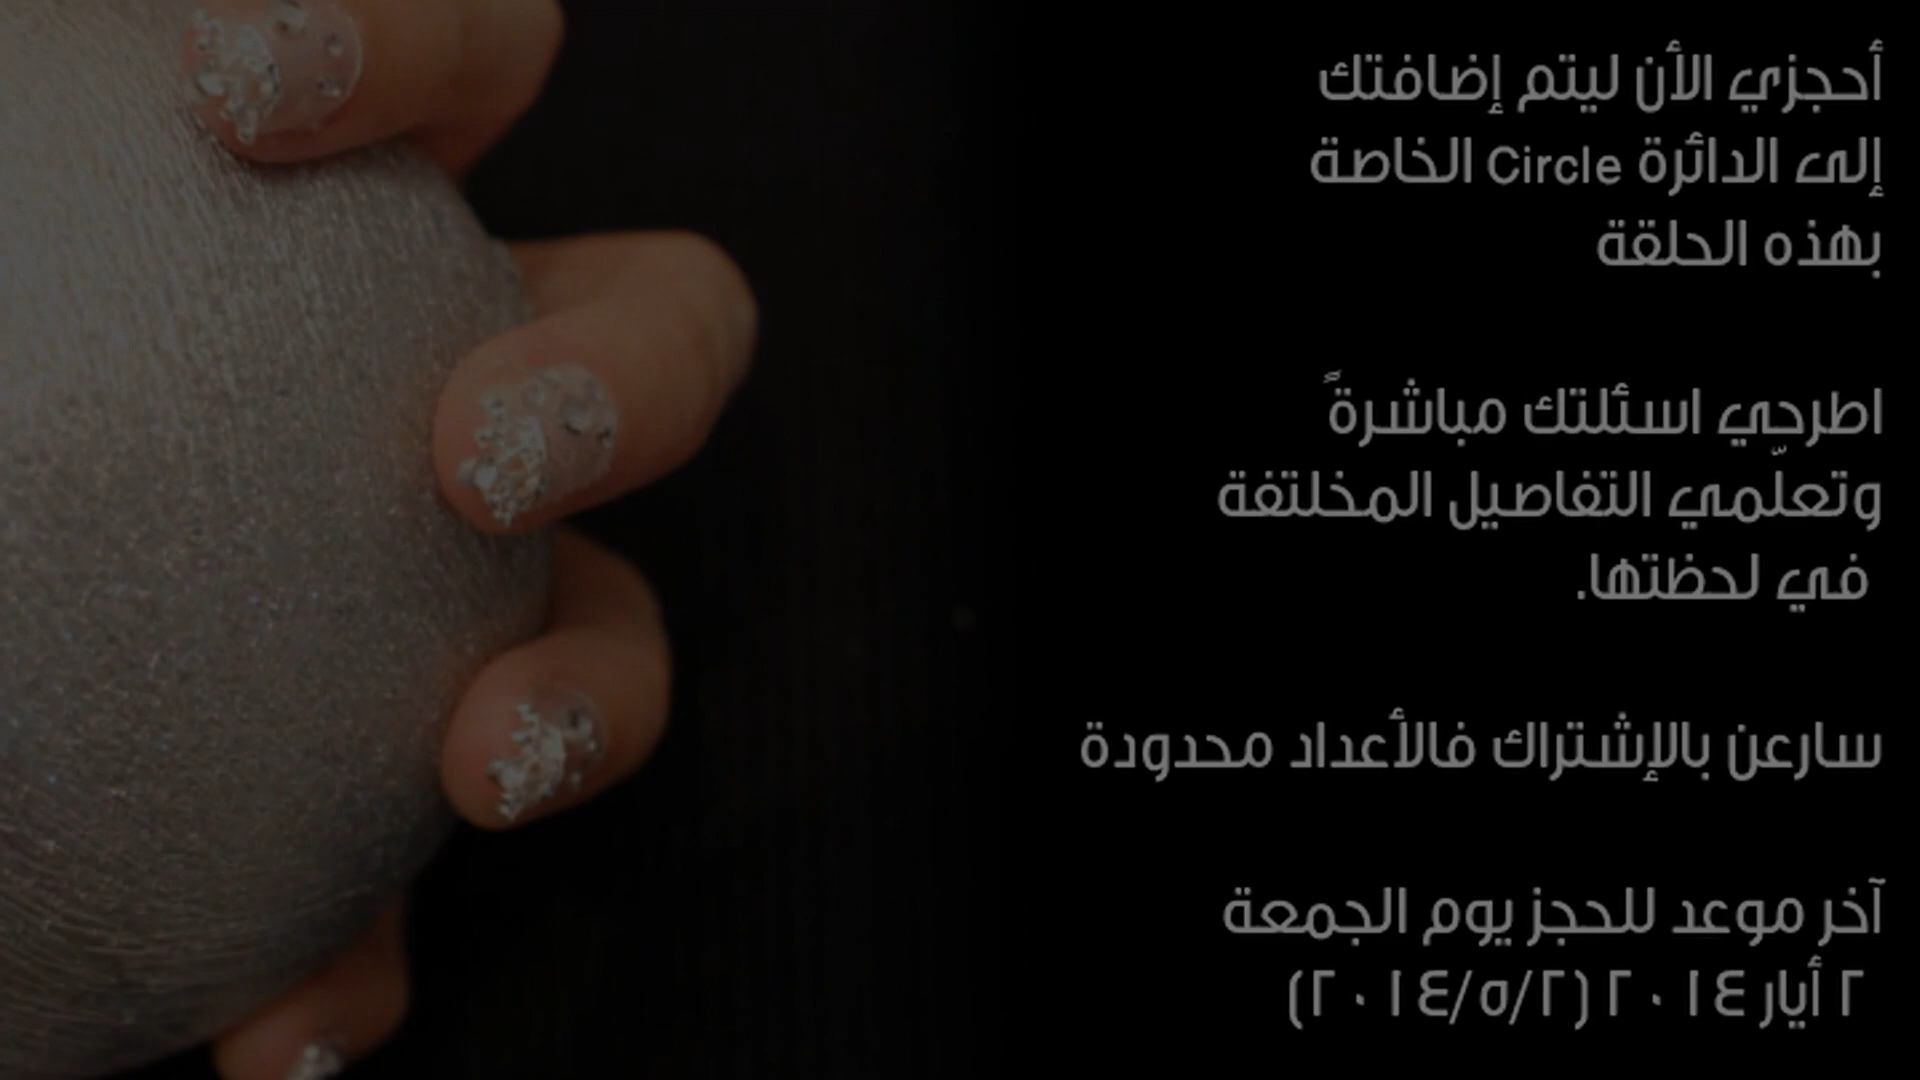 أحجزي الأن ليتم إضافتك
إلى الدائرة Circle الخاصة
بهذه الحلقة
اطرحي اسئلتك مباشرةً
وتعلّمي التفاصيل المخلتفة
في لحظتها.
سارعن بالإشتراك فالأعداد محدودة
آخر موعد للحجز يوم الجمعة
٢ أيار ٢٠١٤ (٢/٥/٢٠١٤)